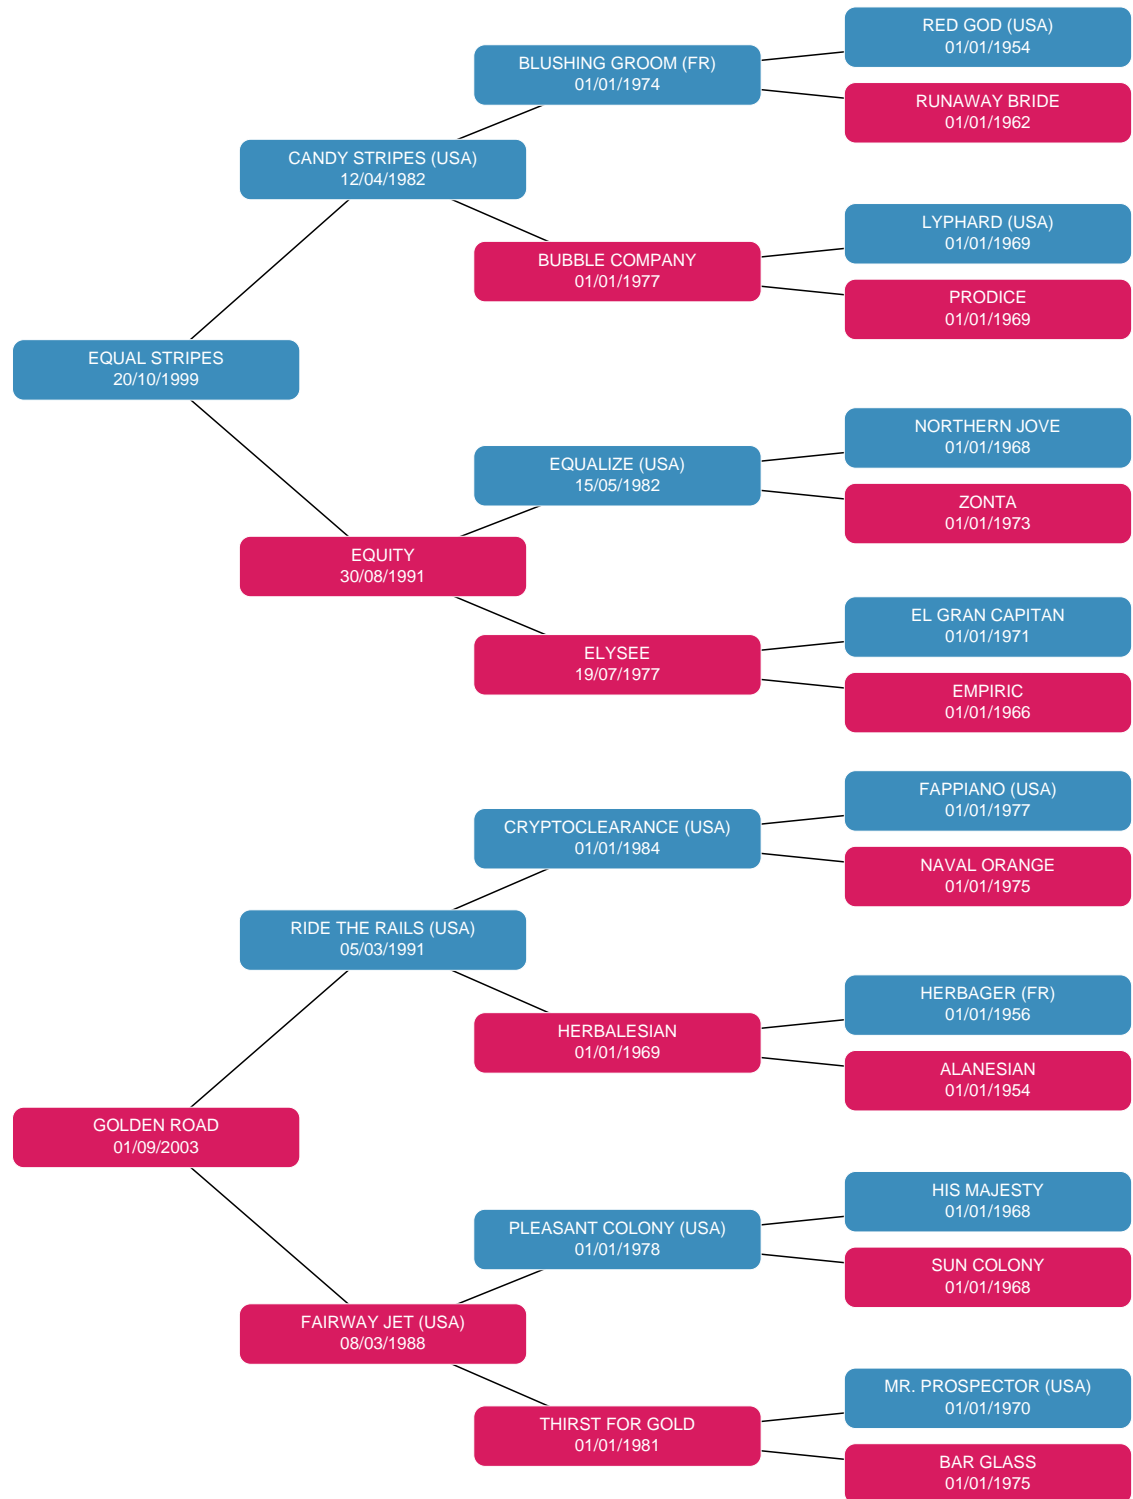 RED GOD (USA)
01/01/1954
BLUSHING GROOM (FR)
01/01/1974
RUNAWAY BRIDE
01/01/1962
CANDY STRIPES (USA)
12/04/1982
LYPHARD (USA)
01/01/1969
BUBBLE COMPANY
01/01/1977
PRODICE
01/01/1969
EQUAL STRIPES
20/10/1999
NORTHERN JOVE
01/01/1968
EQUALIZE (USA)
15/05/1982
ZONTA
01/01/1973
EQUITY
30/08/1991
EL GRAN CAPITAN
01/01/1971
ELYSEE
19/07/1977
EMPIRIC
01/01/1966
FAPPIANO (USA)
01/01/1977
CRYPTOCLEARANCE (USA)
01/01/1984
NAVAL ORANGE
01/01/1975
RIDE THE RAILS (USA)
05/03/1991
HERBAGER (FR)
01/01/1956
HERBALESIAN
01/01/1969
ALANESIAN
01/01/1954
GOLDEN ROAD
01/09/2003
HIS MAJESTY
01/01/1968
PLEASANT COLONY (USA)
01/01/1978
SUN COLONY
01/01/1968
FAIRWAY JET (USA)
08/03/1988
MR. PROSPECTOR (USA)
01/01/1970
THIRST FOR GOLD
01/01/1981
BAR GLASS
01/01/1975